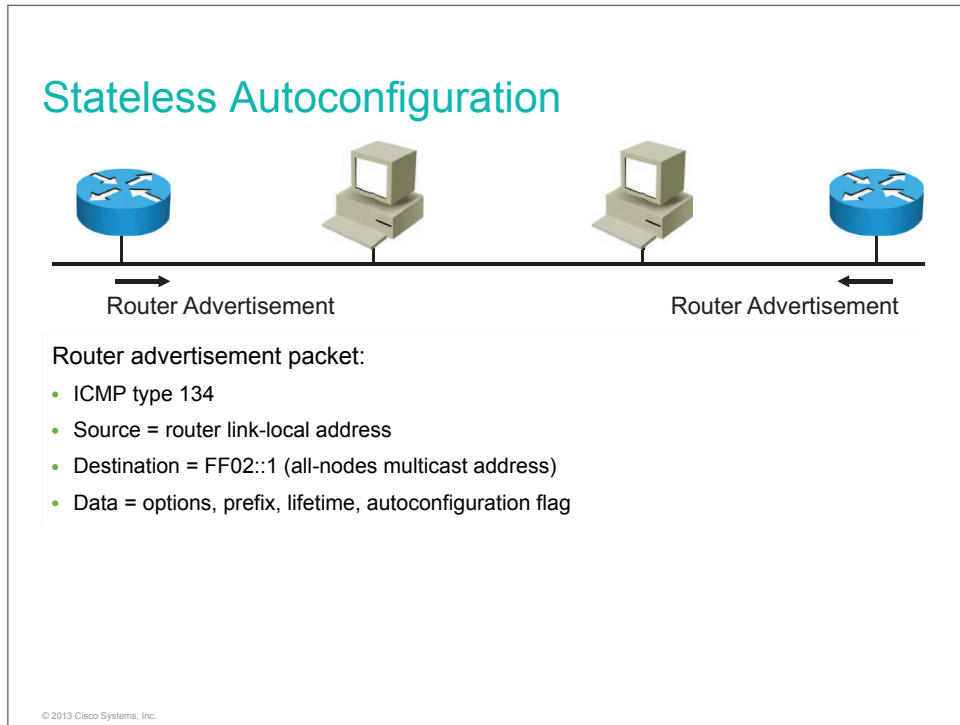 Stateless Autoconfiguration
Router Advertisement Router Advertisement
Router advertisement packet:
• ICMP type 134
• Source = router link-local address
• Destination = FF02::1 (all-nodes multicast address)
• Data = options, prefix, lifetime, autoconfiguration flag
© 2013 Cisco Systems, Inc.